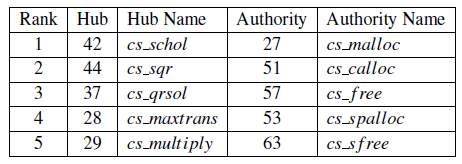 Rank Hub Hub Name Authority Authority Name
1 42 cs_schol 27 cs_malloc
2 44 cs_sqr 51 cs_calloc
3 37 cs_qrsol 57 cs_free
4 28 cs_maxtrans 53 cs_spalloc
5 29 cs_multiply 63 cs_sfree